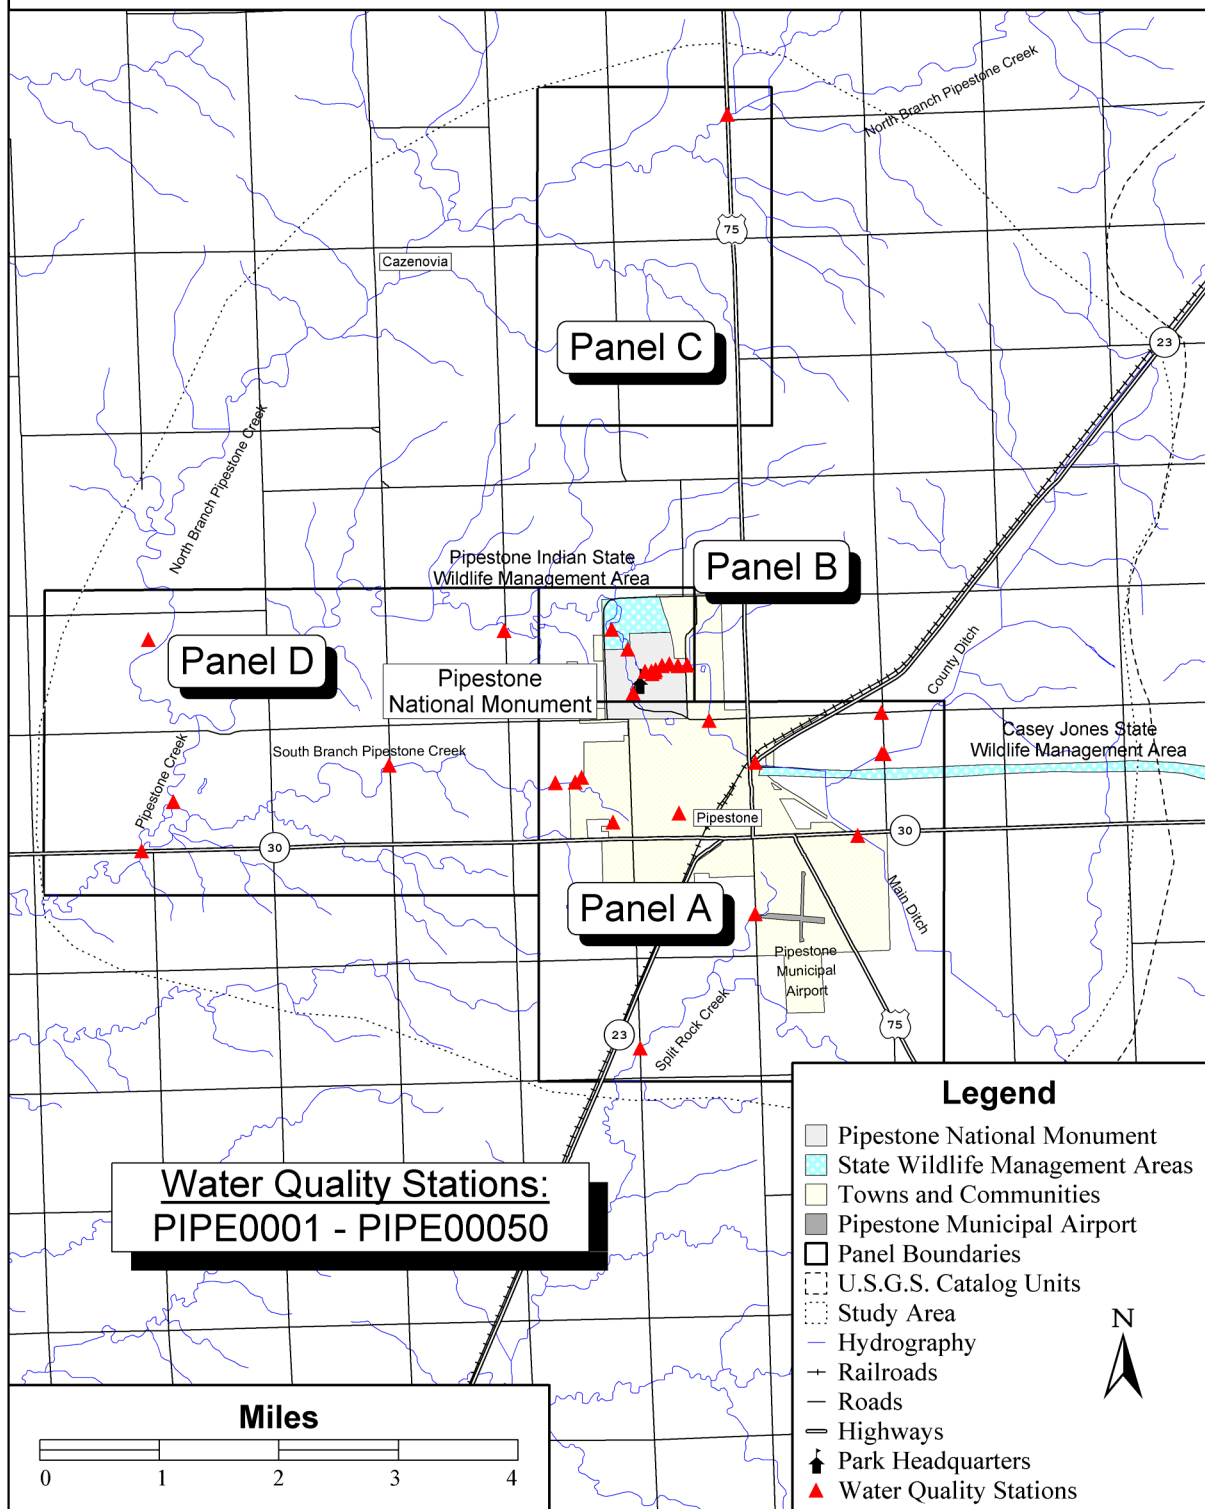 North Branch Pipestone Creek
75
Cazenovia
Panel C
23
North Branch Pipestone Creek
Pipestone Indian State
Wildlife Management Area
Panel B
Panel D
Pipestone
National Monument
County Ditch
Casey Jones State
Wildlife Management Area
South Branch Pipestone Creek
Pipestone Creek
Pipestone
30
30
Panel A
Main Ditch
Pipestone
Municipal
Airport
Split Rock Creek
75
23
Water Quality Stations:
PIPE0001 - PIPE00050
Legend
Pipestone National Monument
State Wildlife Management Areas
Towns and Communities
Pipestone Municipal Airport
Panel Boundaries
U.S.G.S. Catalog Units
Study Area
Hydrography
Railroads
Roads
Highways
Park Headquarters
Water Quality Stations
N
Miles
0 1 2 3 4